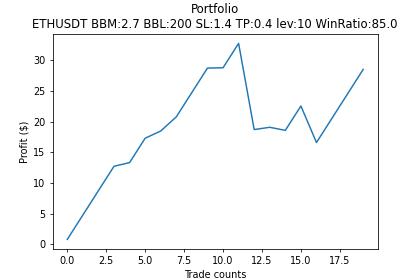 Portfolio
ETHUSDT BBM:2.7 BBL:200 SL:1.4 TP:0.4 lev:10 WinRatio:85.0
Profit ($)
30
25
20
15
10
5
0
0.0 2.5 5.0 7.5 10.0 12.5 15.0 17.5
Trade counts